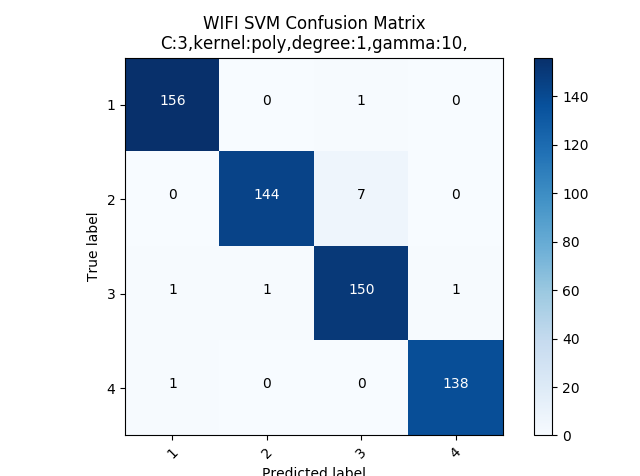 WIFI SVM Confusion Matrix
C:3,kernel:poly,degree:1,gamma:10,
1 156 0 1 0
2 0 144 7 0
3 1 1 150 1
4 1 0 0 138
1 2 3 4
True label
Predicted label
140
120
100
80
60
40
20
0